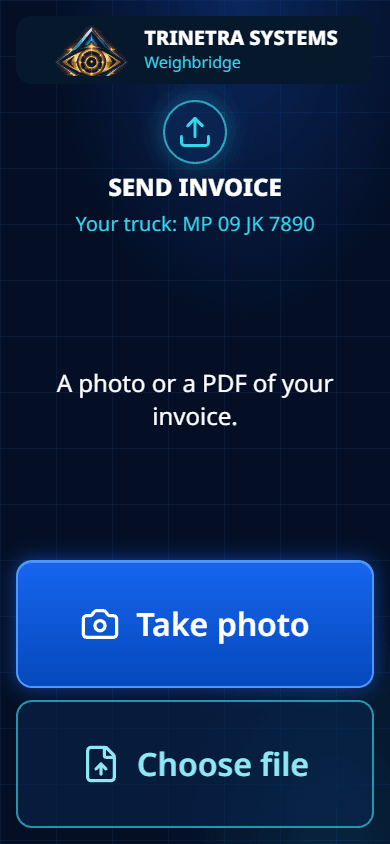 TRINETRA SYSTEMS
Weighbridge
SEND INVOICE
Your truck: MP 09 JK 7890
A photo or a PDF of your
invoice.
Take photo
Choose file